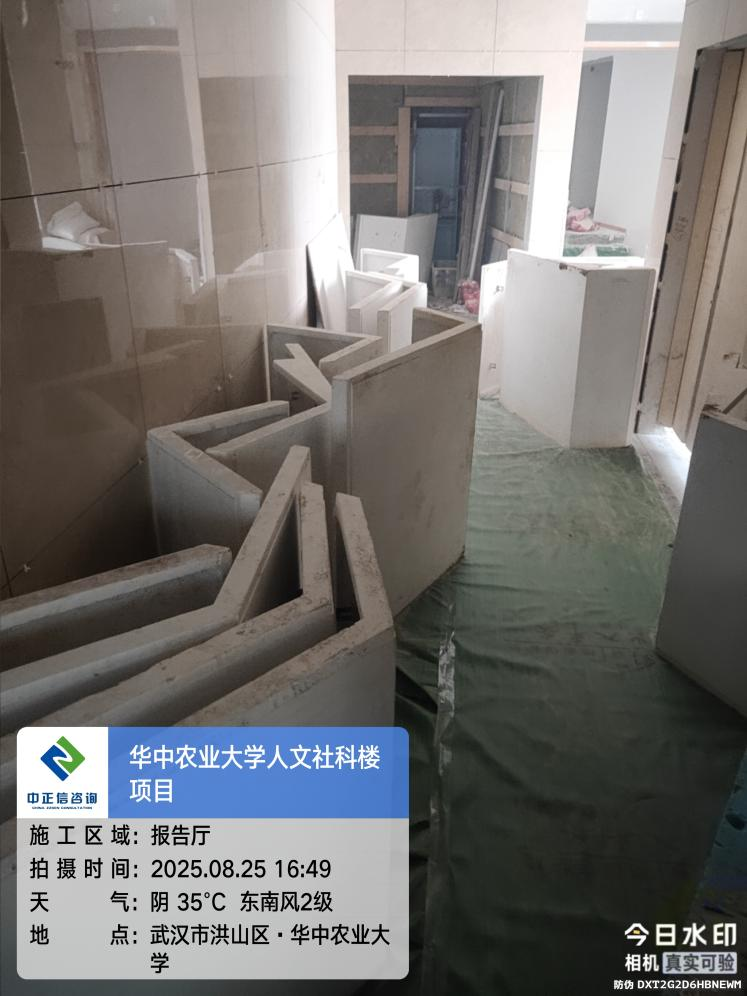 华中农业大学人文社科楼
项目
中正信咨询
CHINA ZZXIN CONSULTATION
施工区域：报告厅
拍摄时间：2025.08.25 16:49
天气：阴 35°C 东南风2级
地点：武汉市洪山区·华中农业大
学
今日水印
相机 真实可验
防伪 DXT2G2D6HBNEWM